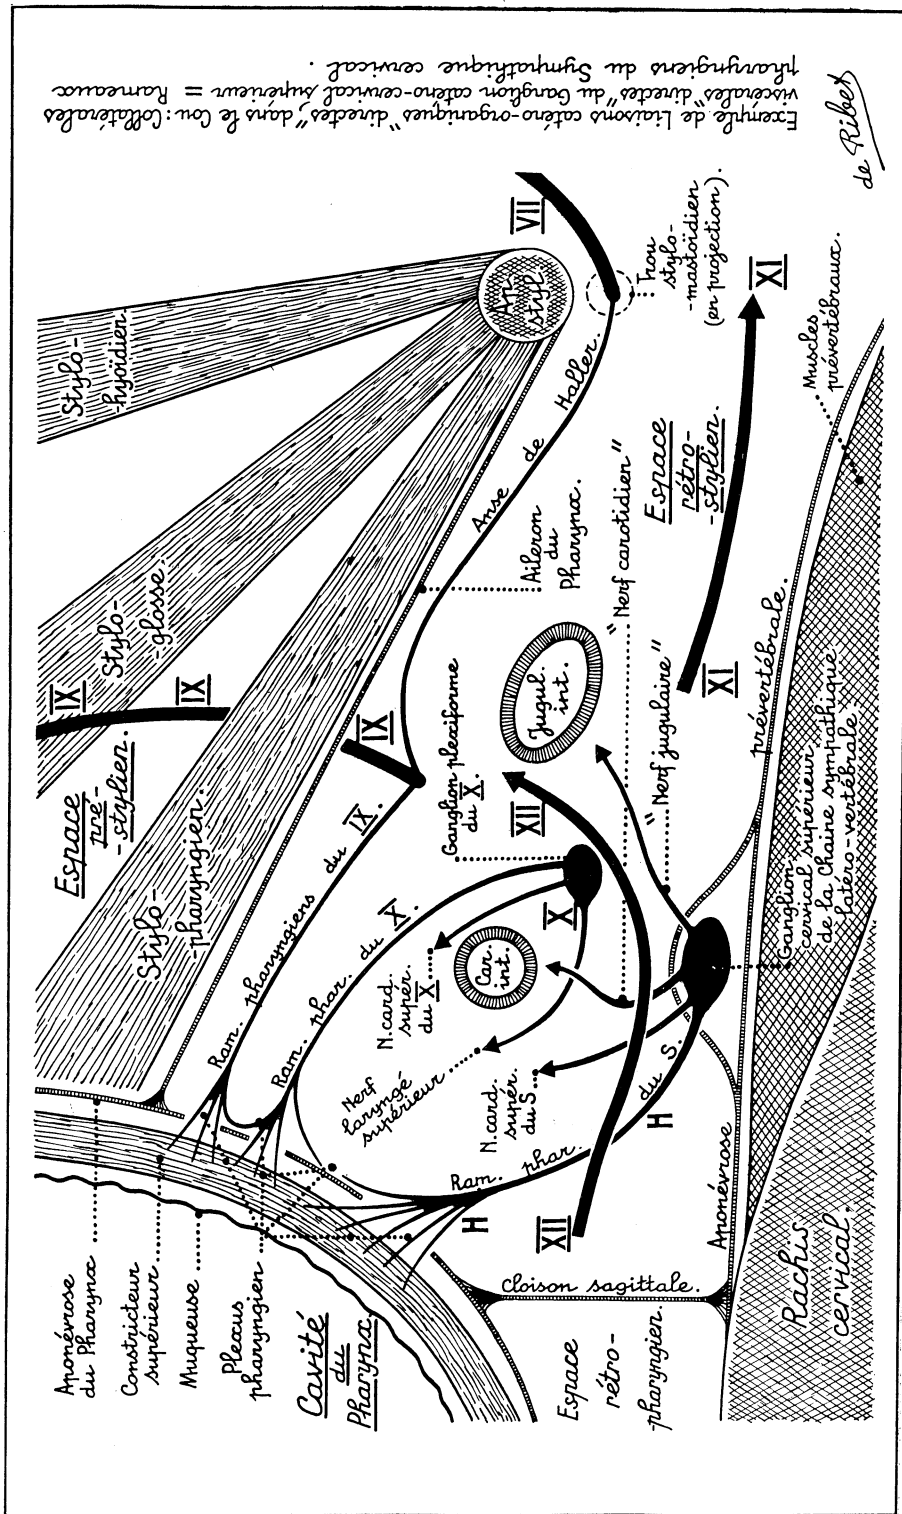 Exemple de Liaisons caténo-organiques "directes", dans le Cou: Collatérales
viscérales "directes" du Ganglion caténo-cervical supérieur = Rameaux
pharyngiens du Sympathique cervical.
de Ribet
Stylo-
-hyoïdien.
An.
styl.
VII
Trou
stylo-
-mastoïdien
(en projection).
Stylo-
-glosse.
Anse de Haller.
Espace
pré-
-stylien.
IX
IX
IX
Stylo-
-pharyngien.
Aileron
du
Pharynx.
"Nerf carotidien"
"Nerf jugulaire"
Espace
rétro-
-stylien.
XI
XI
Muscles
prévertébraux.
Jugul.
int.
Ganglion plexiforme
du X.
XII
X
Ram. pharyngiens du IX.
Ram. phar. du X.
N. card.
supér.
du X
Car.
int.
Nerf
laryngé
supérieur
N. card.
super.
du S.
Ram. phar. du S.
H
H
XII
Aponévrose prévertébrale.
Ganglion
cervical supérieur
de la Chaine sympathique
latéro-vertébrale.
Aponévrose
du Pharynx
Constricteur
supérieur
Muqueuse
Plexus
pharyngien
Cavité
du
Pharynx
Cloison sagittale.
Espace
rétro-
-pharyngien.
Rachis
cervical.